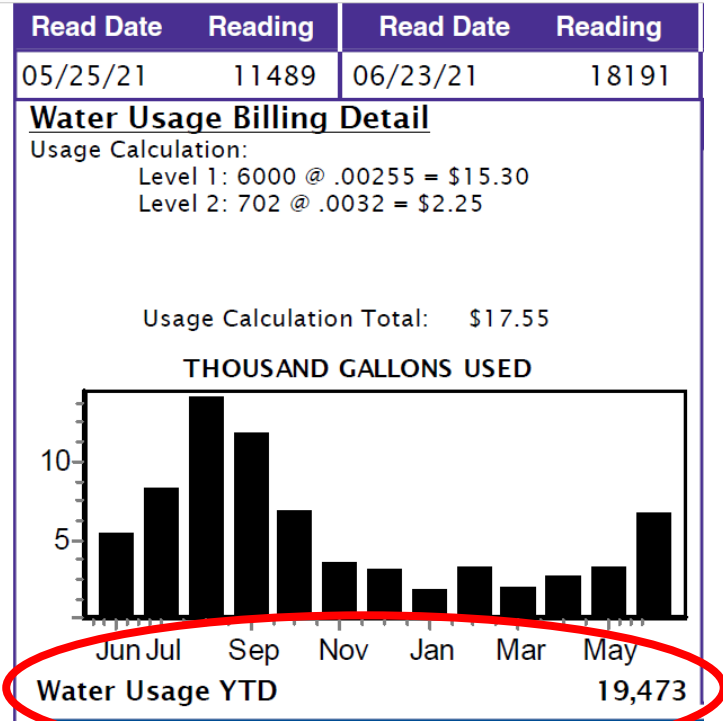 Read Date Reading Read Date Reading
05/25/21 11489 06/23/21 18191
Water Usage Billing Detail
Usage Calculation:
Level 1: 6000 @ .00255 = $15.30
Level 2: 702 @ .0032 = $2.25
Usage Calculation Total: $17.55
THOUSAND GALLONS USED
10
5
Jun Jul Sep Nov Jan Mar May
Water Usage YTD 19,473